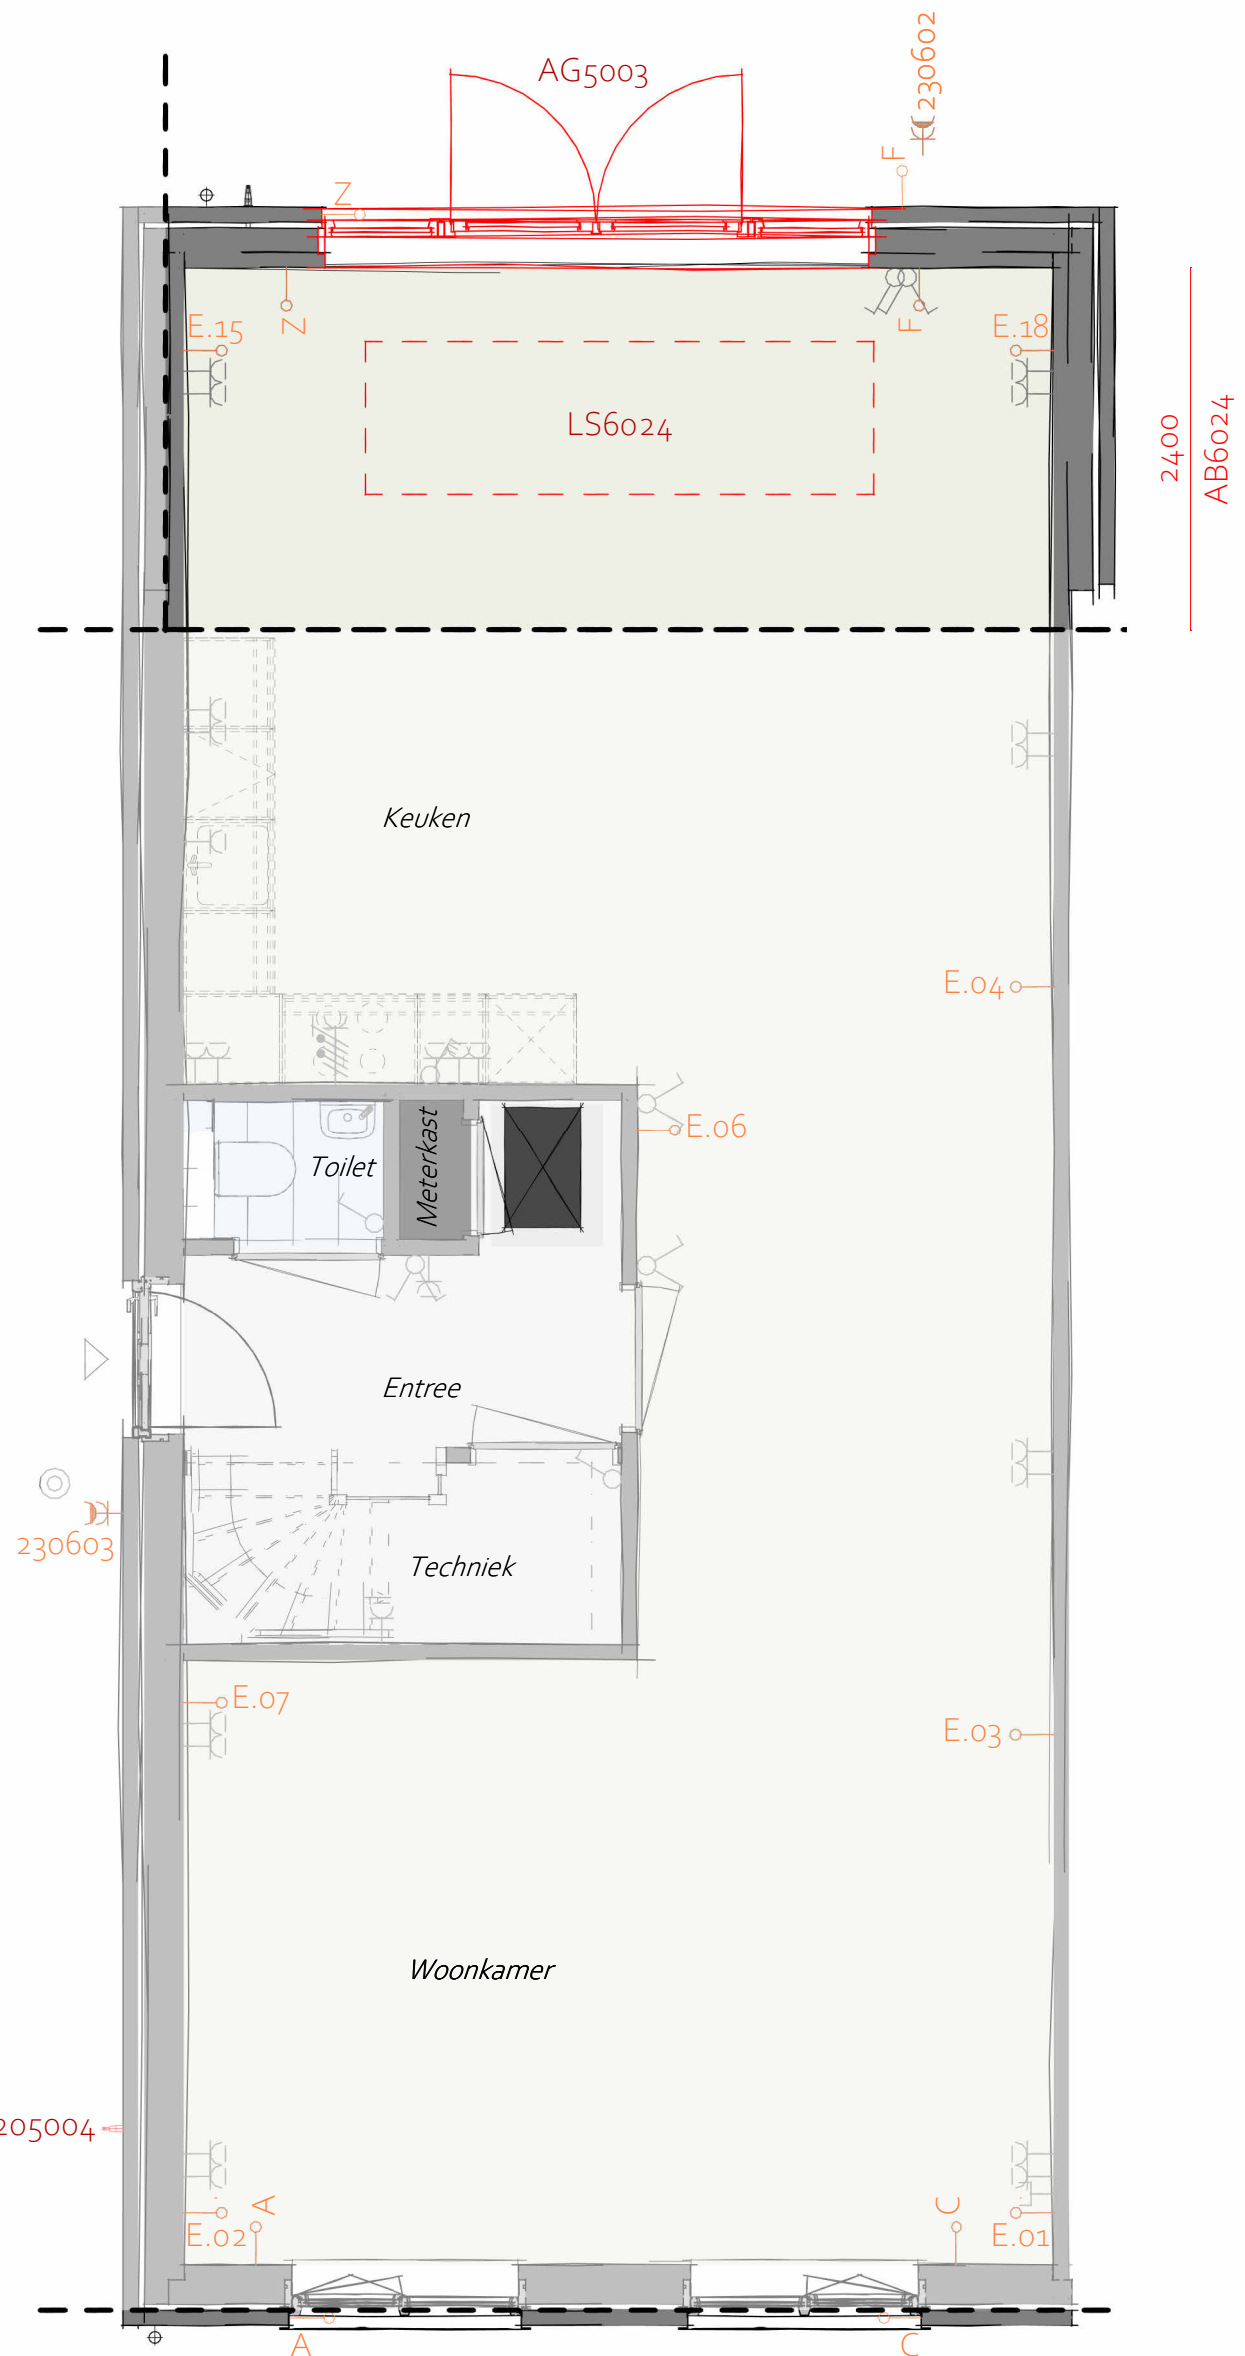 AG5003
230602
Z
F
Z
F
E.15
E.18
LS6024
2400
AB6024
Keuken
E.04
Toilet
Meterkast
E.06
Entree
230603
Techniek
E.07
E.03
Woonkamer
205004
A
C
E.02
E.01
A
C